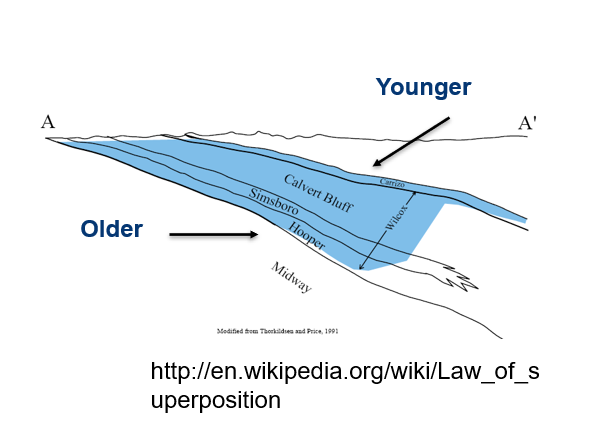 Younger
A
A'
Carrizo
Calvert Bluff
Simsboro
Wilcox
Older
Hooper
Midway
Modified from Thorkildsen and Price, 1991
http://en.wikipedia.org/wiki/Law_of_s
uperposition